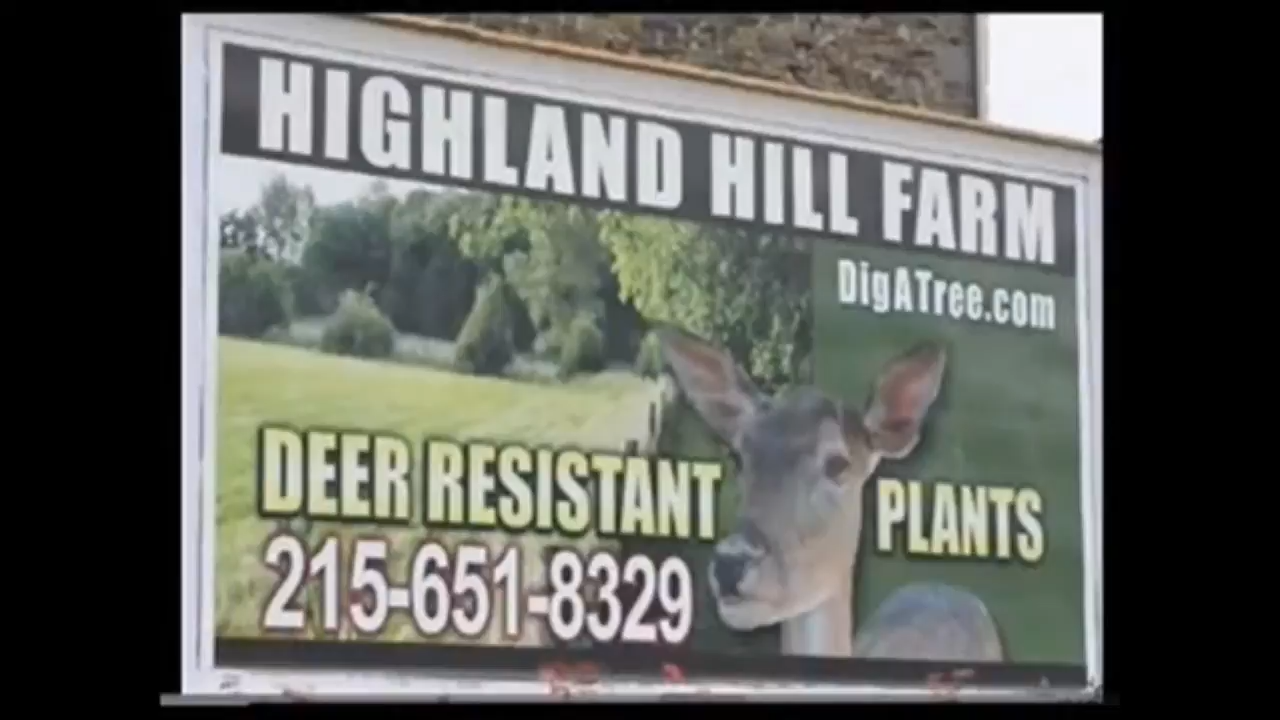 HIGHLAND HILL FARM
DigATree.com
DEER RESISTANT PLANTS
215-651-8329